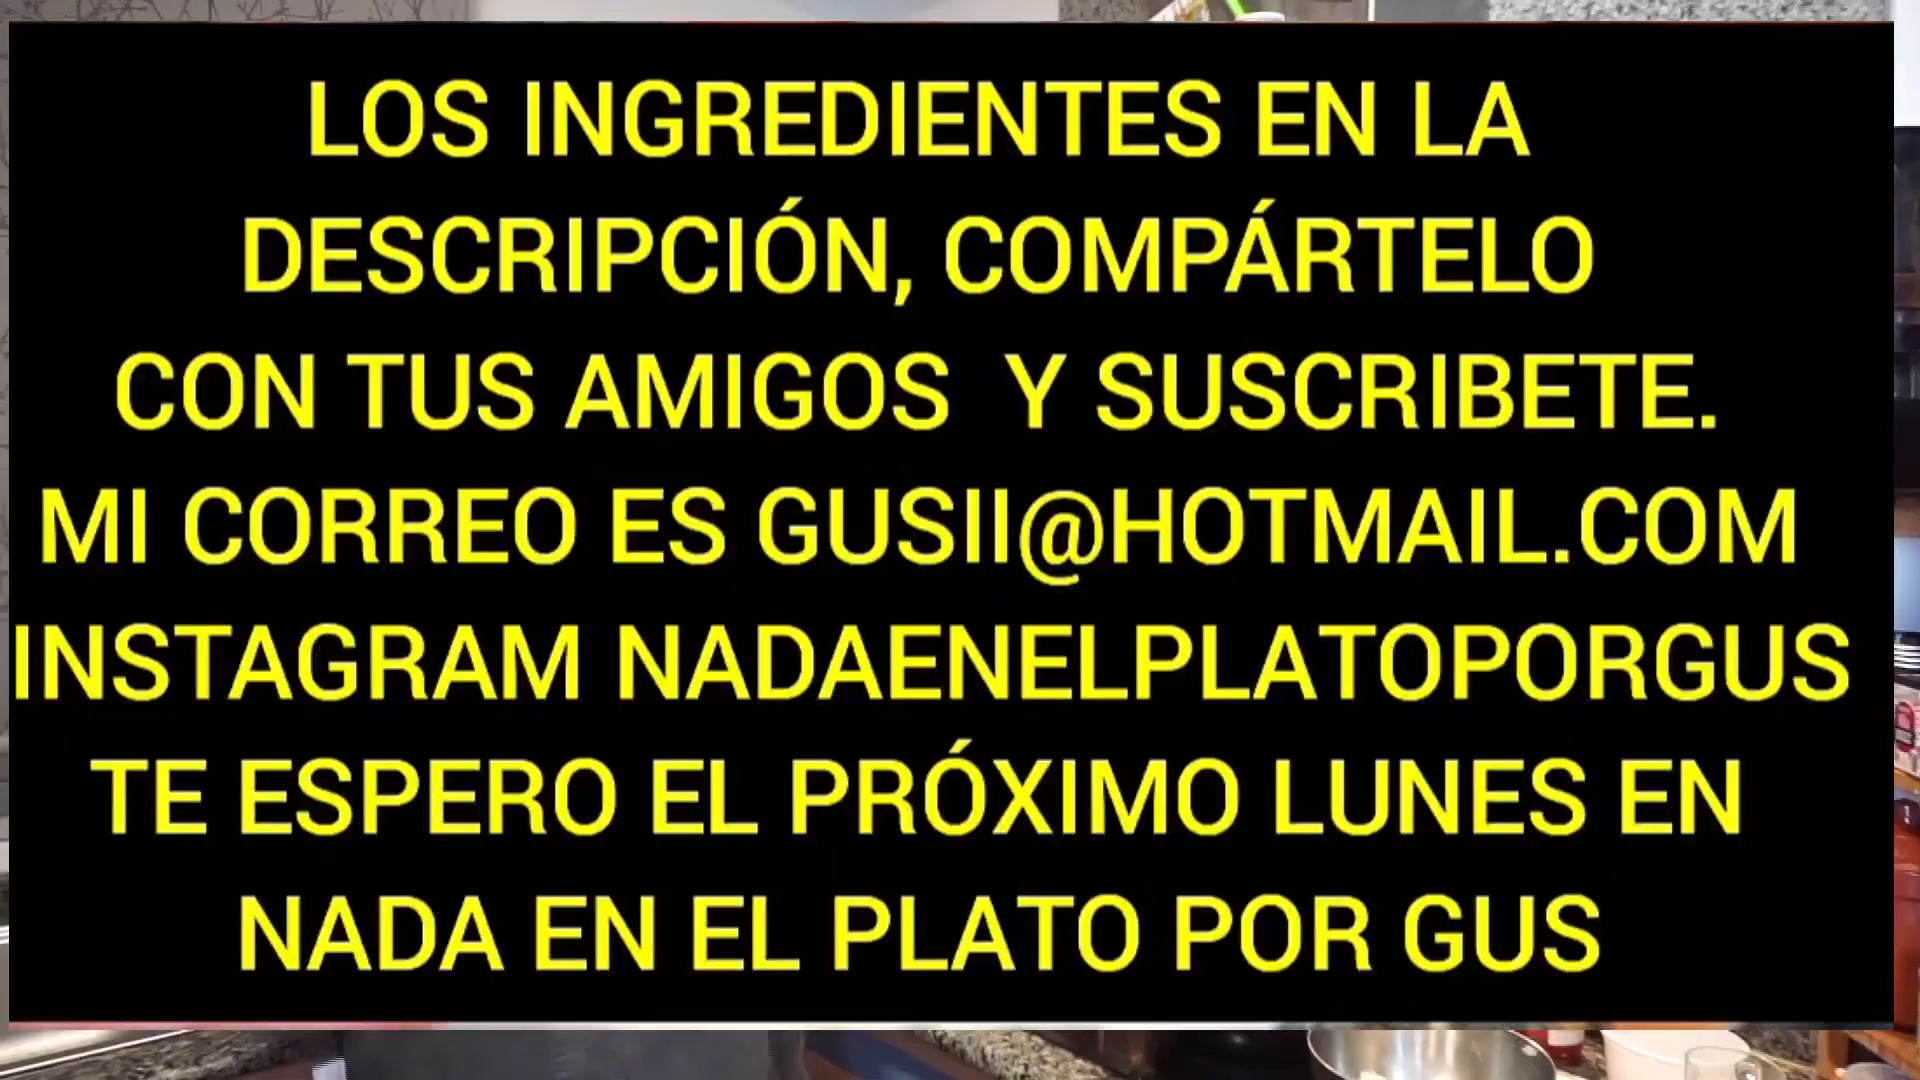 LOS INGREDIENTES EN LA
DESCRIPCIÓN, COMPÁRTELO
CON TUS AMIGOS Y SUSCRIBETE.
MI CORREO ES GUSII@HOTMAIL.COM
INSTAGRAM NADAENELPLATOPORGUS
TE ESPERO EL PRÓXIMO LUNES EN
NADA EN EL PLATO POR GUS